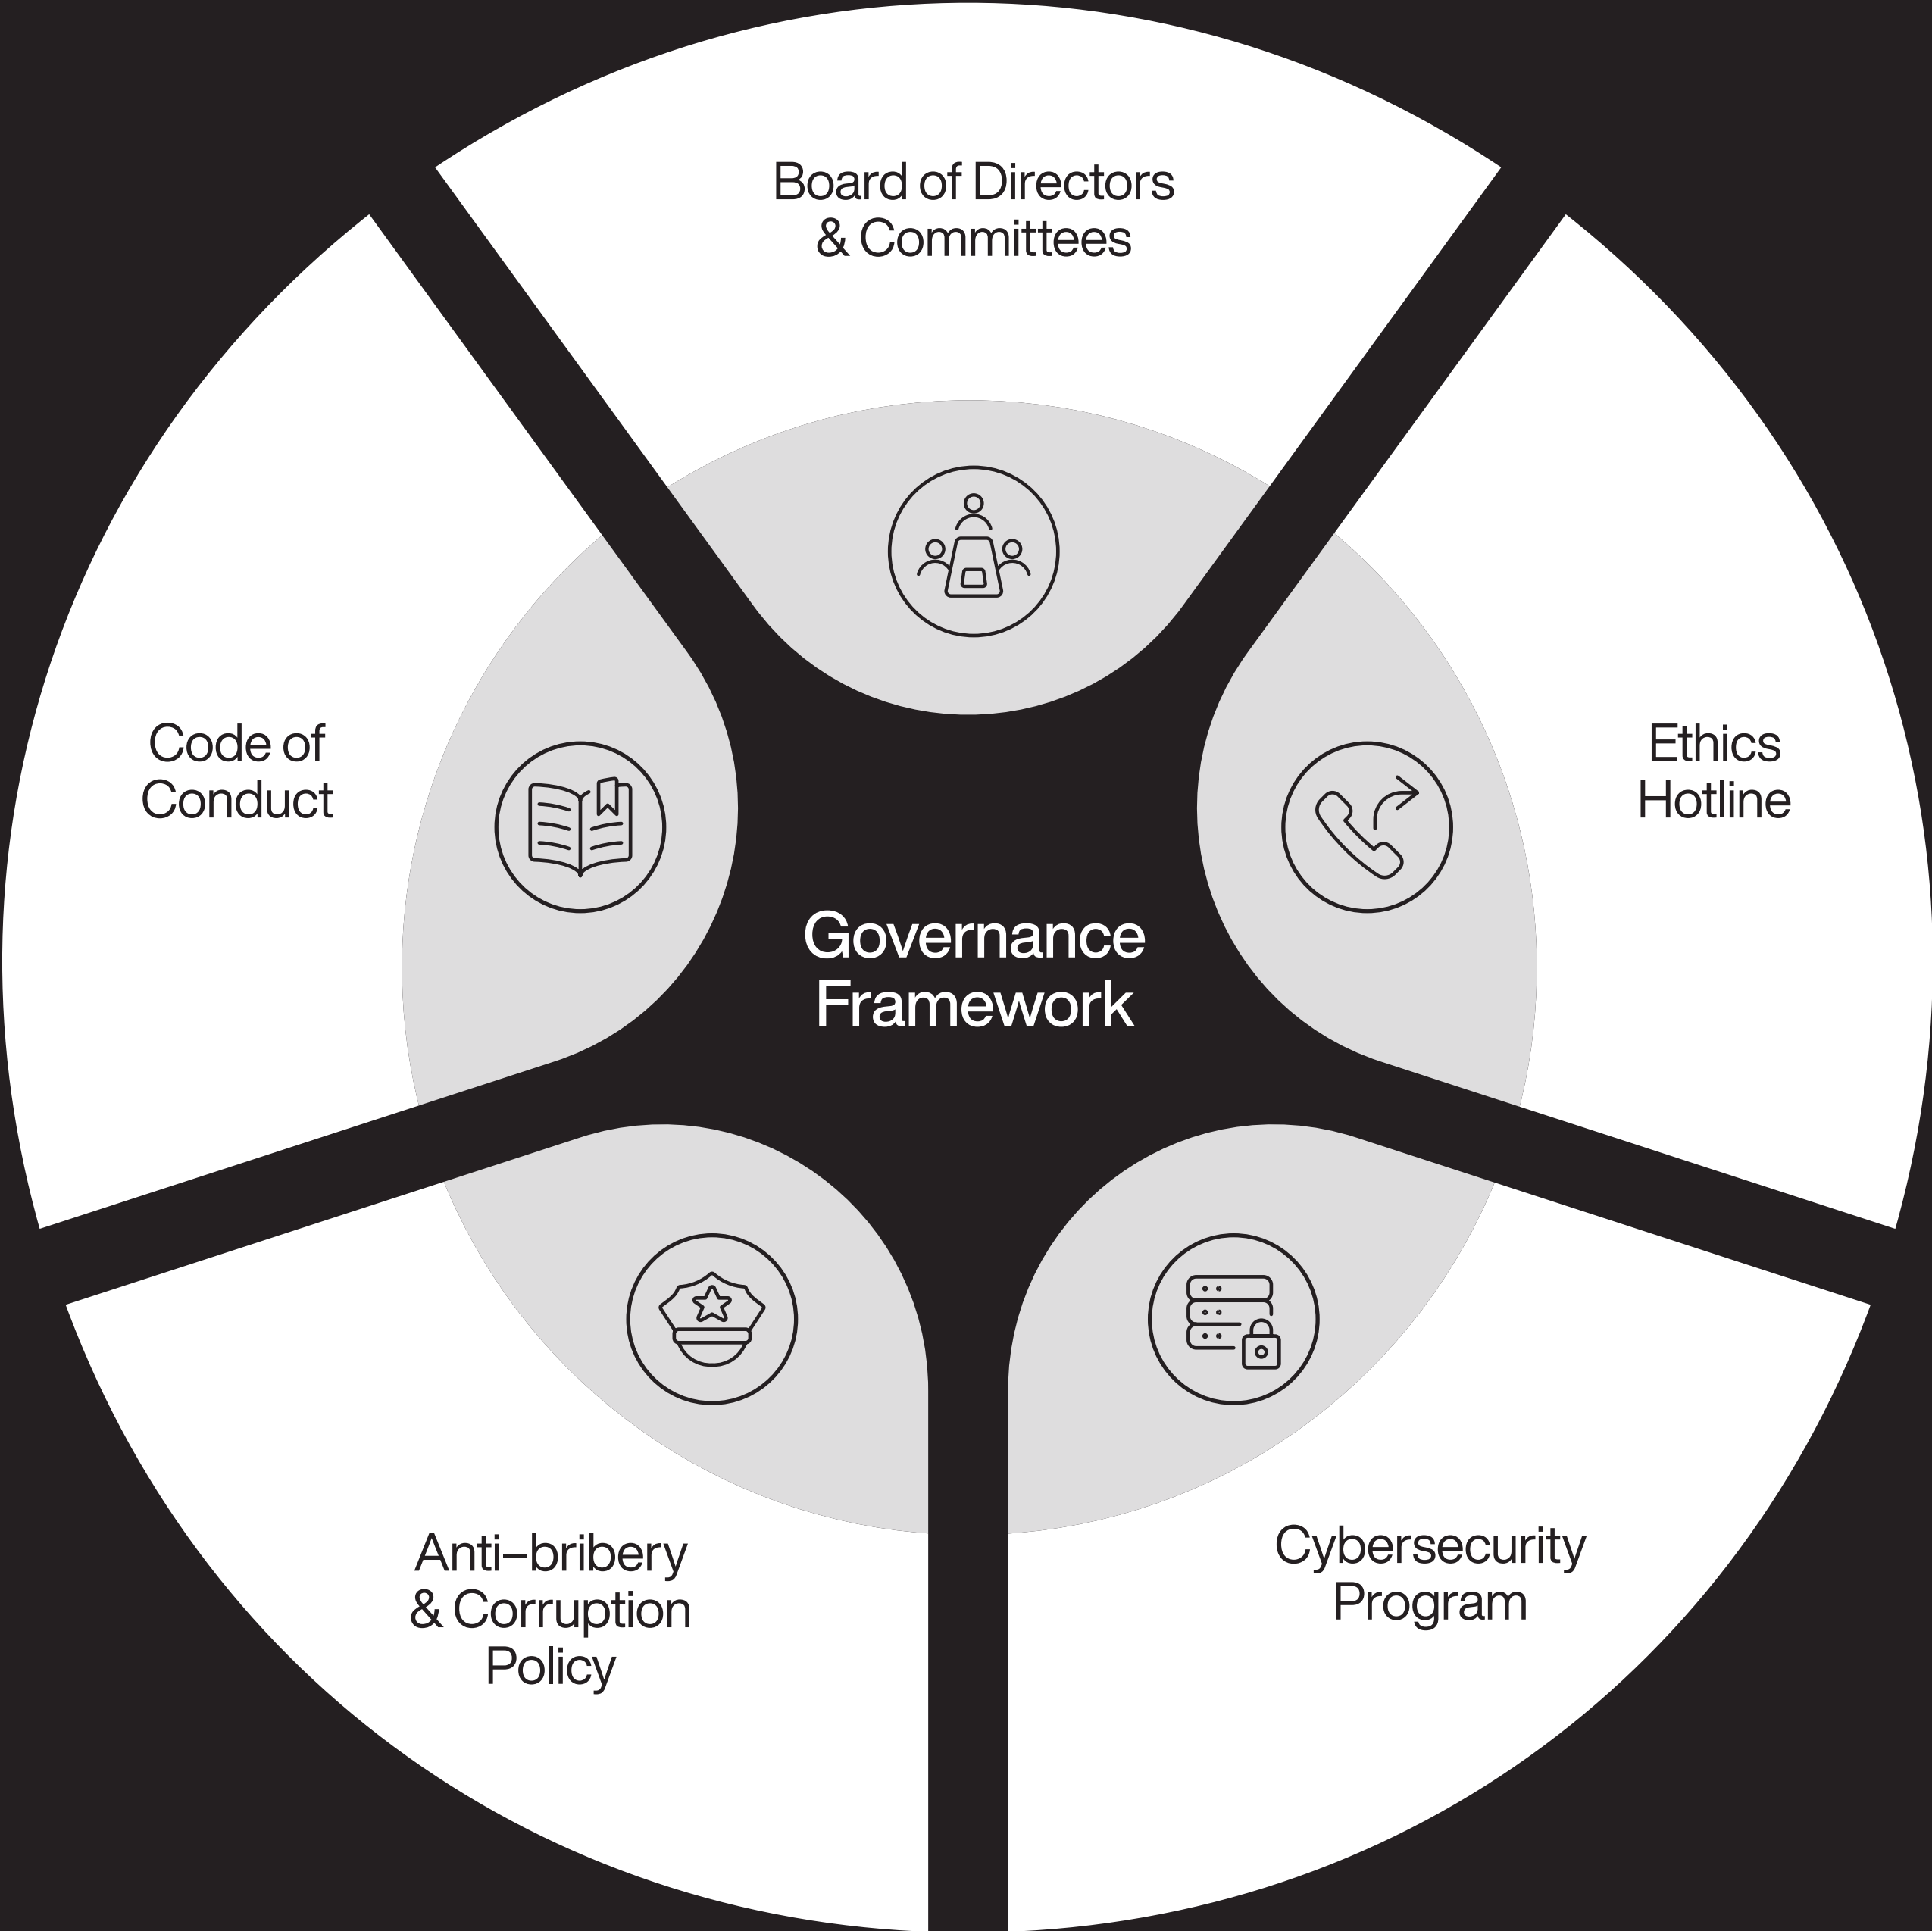 Board of Directors
& Committees
Code of
Conduct
Ethics
Hotline
Governance
Framework
Anti–bribery
& Corruption
Policy
Cybersecurity
Program